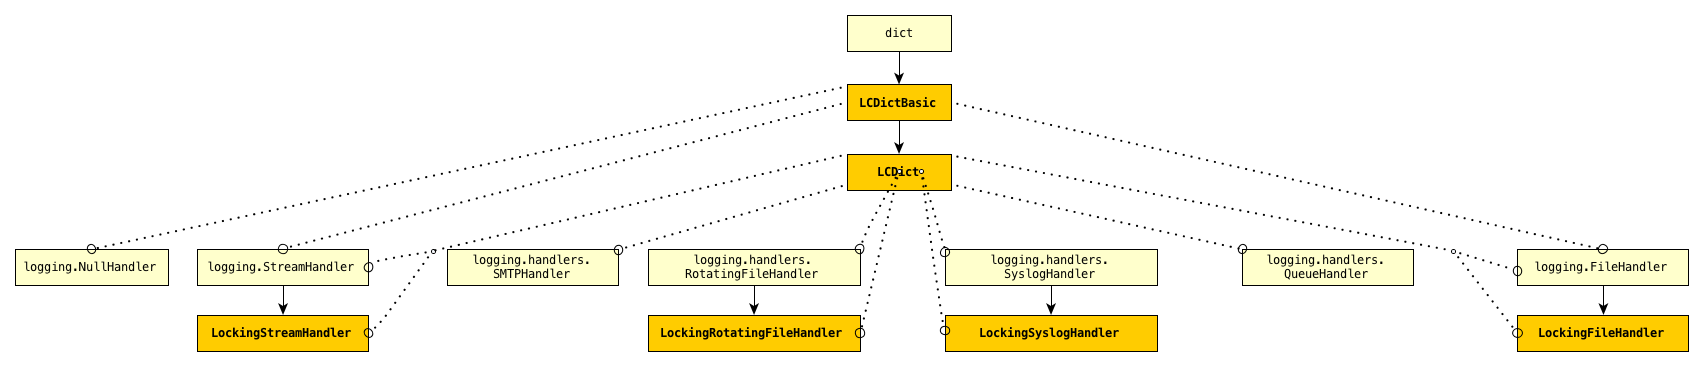 dict
LCDictBasic
LCDict
logging.NullHandler
logging.StreamHandler
logging.handlers.
SMTPHandler
logging.handlers.
RotatingFileHandler
logging.handlers.
SyslogHandler
logging.handlers.
QueueHandler
logging.FileHandler
LockingStreamHandler
LockingRotatingFileHandler
LockingSyslogHandler
LockingFileHandler